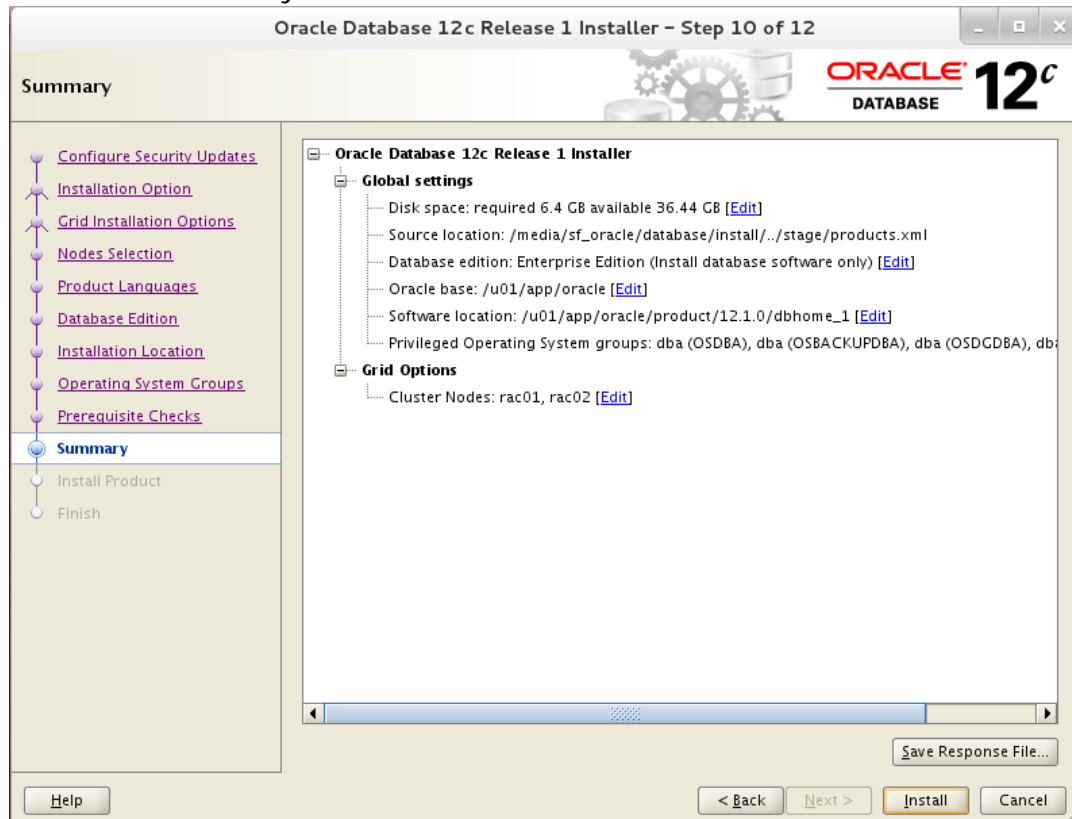 Oracle Database 12c Release 1 Installer – Step 10 of 12
Summary
ORACLE
DATABASE
12c
Configure Security Updates
Installation Option
Grid Installation Options
Nodes Selection
Product Languages
Database Edition
Installation Location
Operating System Groups
Prerequisite Checks
Summary
Install Product
Finish
Oracle Database 12c Release 1 Installer
Global settings
Disk space: required 6.4 GB available 36.44 GB [Edit]
Source location: /media/sf_oracle/database/install/../stage/products.xml
Database edition: Enterprise Edition (Install database software only) [Edit]
Oracle base: /u01/app/oracle [Edit]
Software location: /u01/app/oracle/product/12.1.0/dbhome_1 [Edit]
Privileged Operating System groups: dba (OSDBA), dba (OSBACKUPDBA), dba (OSDGDBA),
Grid Options
Cluster Nodes: rac01, rac02 [Edit]
Save Response File...
Help
< Back
Next >
Install
Cancel